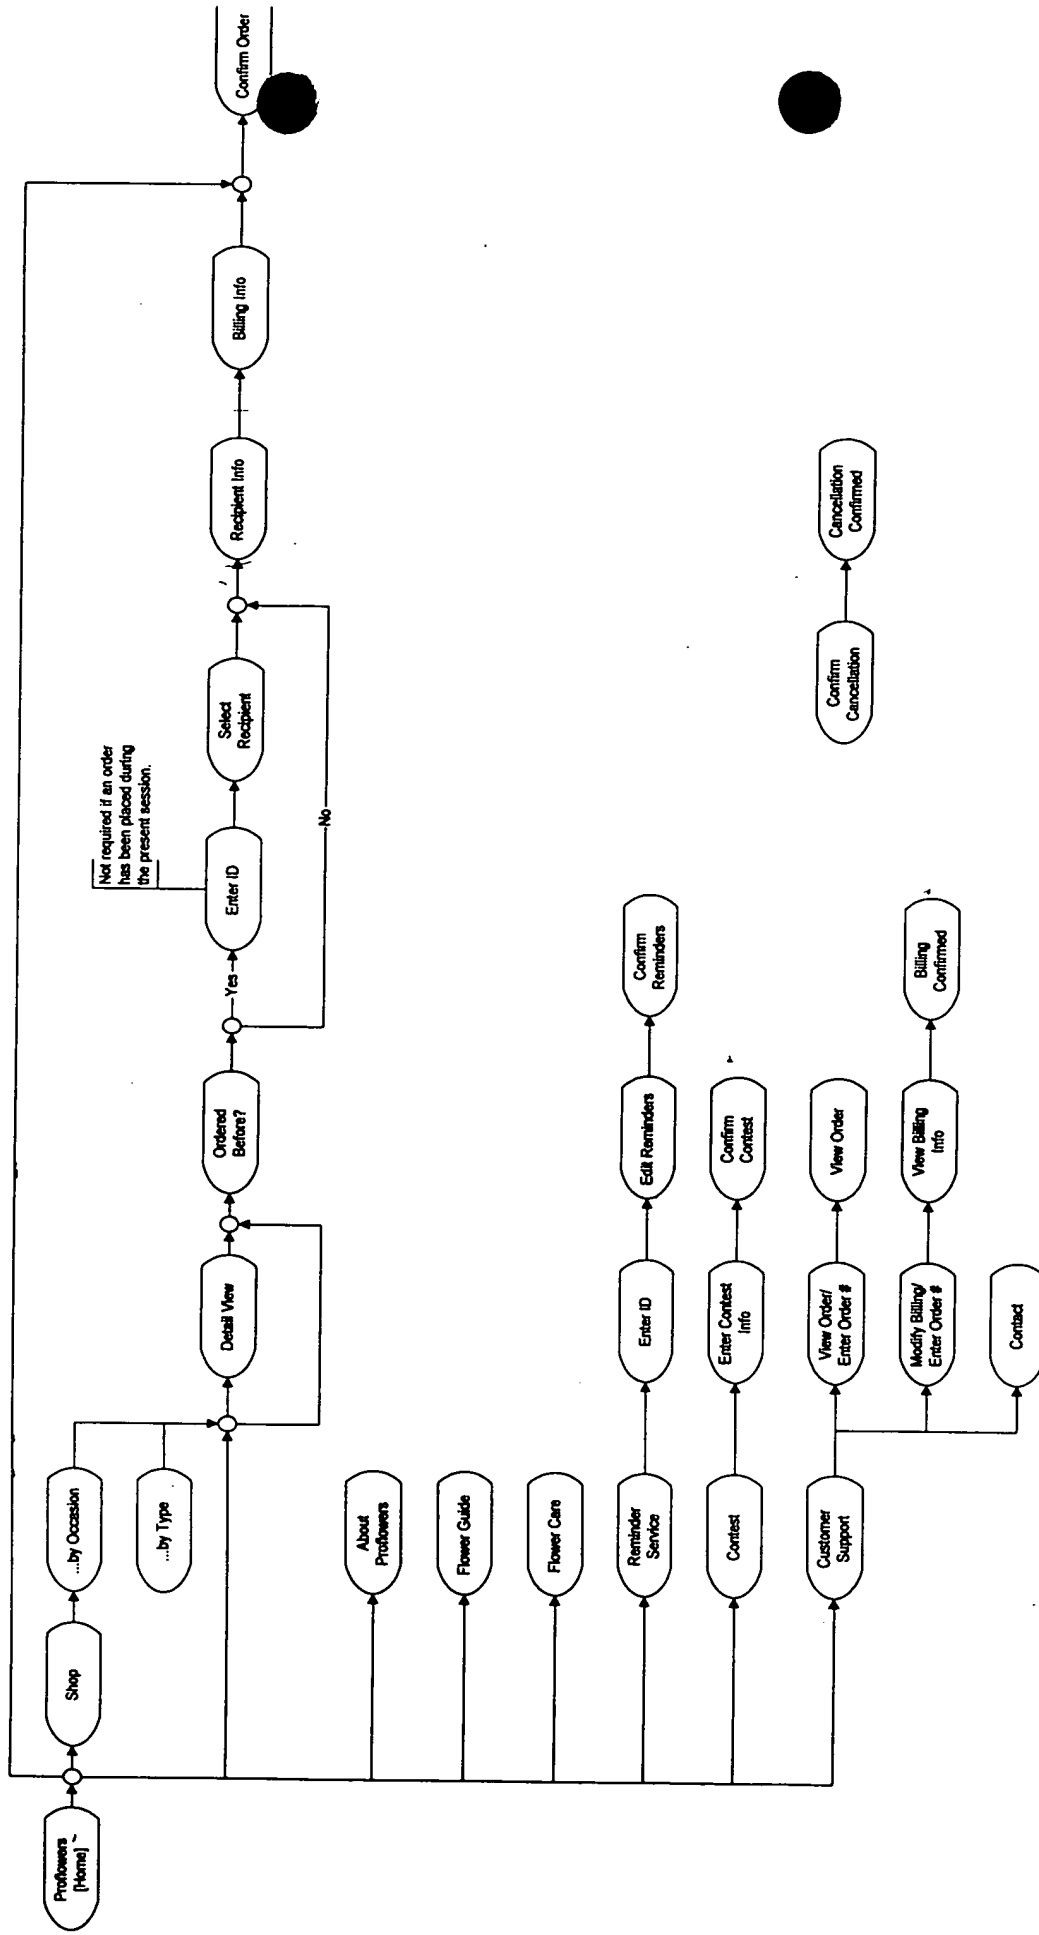 Proflowers
[Home]
Shop
...by Occasion
...by Type
Detail View
Ordered
Before?
Yes
No
Enter ID
Not required if an order
has been placed during
the present session.
Select
Recipient
Recipient Info
Billing Info
Confirm Order
About
Proflowers
Flower Guide
Flower Care
Reminder
Service
Enter ID
Edit Reminders
Confirm
Reminders
Contest
Enter Contest
Info
Confirm
Contest
Customer
Support
View Order/
Enter Order #
View Order
Confirm
Cancellation
Cancellation
Confirmed
Modify Billing/
Enter Order #
View Billing
Info
Billing
Confirmed
Contact